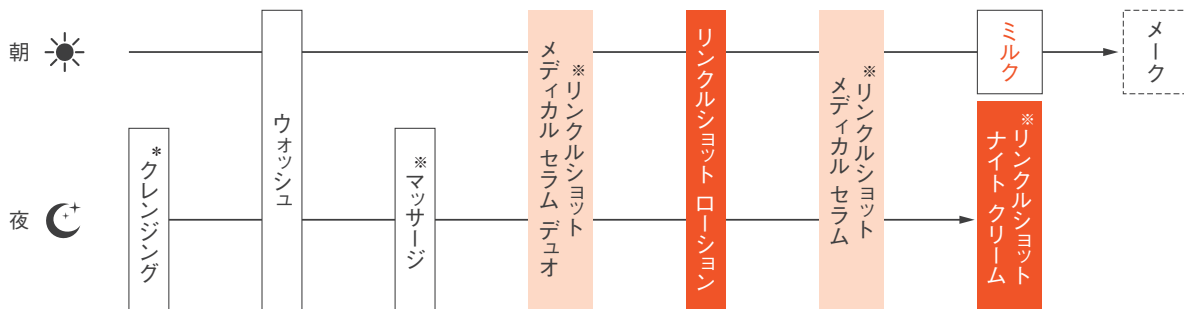 朝
夜
*クレンジング
ウォッシュ
※マッサージ
※リンクルショット
メディカル セラム デュオ
リンクルショット ローション
※リンクルショット
メディカル セラム
ミルク
※リンクルショット
ナイト クリーム
メーク